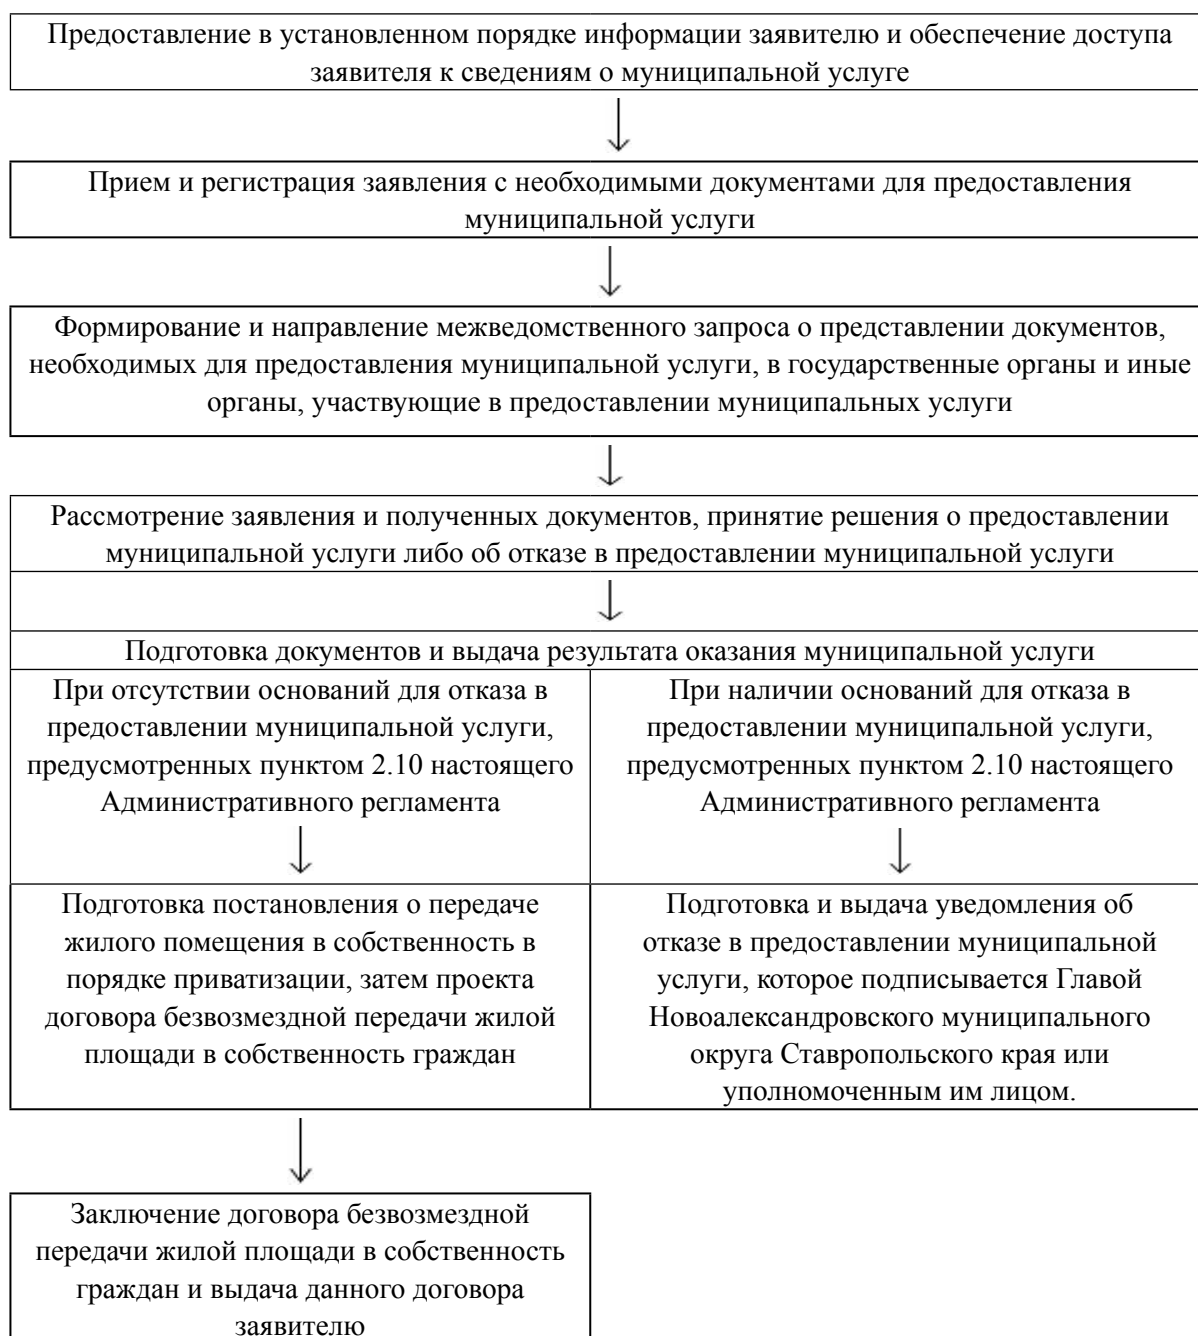 Предоставление в установленном порядке информации заявителю и обеспечение доступа
заявителя к сведениям о муниципальной услуге
Прием и регистрация заявления с необходимыми документами для предоставления
муниципальной услуги
Формирование и направление межведомственного запроса о представлении документов,
необходимых для предоставления муниципальной услуги, в государственные органы и иные
органы, участвующие в предоставлении муниципальных услуги
Рассмотрение заявления и полученных документов, принятие решения о предоставлении
муниципальной услуги либо об отказе в предоставлении муниципальной услуги
Подготовка документов и выдача результата оказания муниципальной услуги
При отсутствии оснований для отказа в
предоставлении муниципальной услуги,
предусмотренных пунктом 2.10 настоящего
Административного регламента
При наличии оснований для отказа в
предоставлении муниципальной услуги,
предусмотренных пунктом 2.10 настоящего
Административного регламента
Подготовка постановления о передаче
жилого помещения в собственность в
порядке приватизации, затем проекта
договора безвозмездной передачи жилой
площади в собственность граждан
Подготовка и выдача уведомления об
отказе в предоставлении муниципальной
услуги, которое подписывается Главой
Новоалександровского муниципального
округа Ставропольского края или
уполномоченным им лицом.
Заключение договора безвозмездной
передачи жилой площади в собственность
граждан и выдача данного договора
заявителю